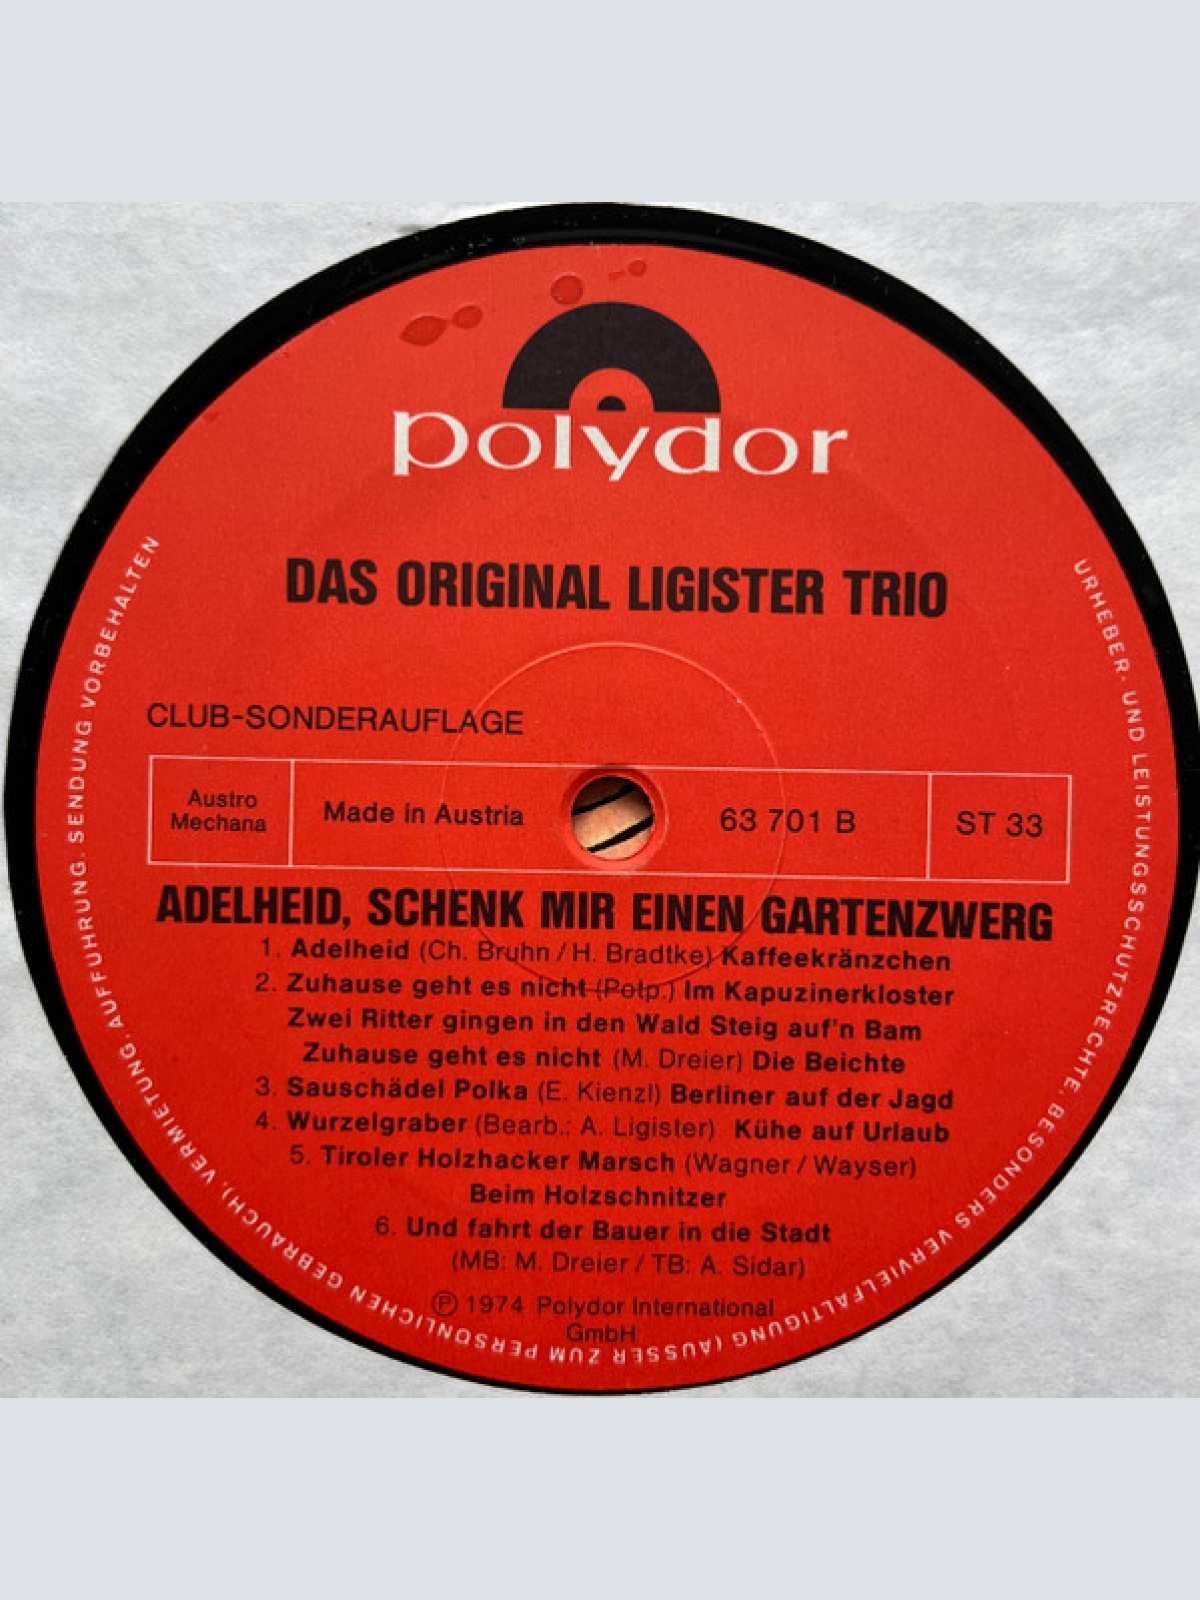 polydor
DAS ORIGINAL LIGISTER TRIO
CLUB-SONDERAUFLAGE
Austro
Mechana
Made in Austria
63 701 B
ST 33
ADELHEID, SCHENK MIR EINEN GARTENZWERG
1. Adelheid (Ch. Bruhn / H. Bradtke) Kaffeekränzchen
2. Zuhause geht es nicht (Potp.) Im Kapuzinerkloster
Zwei Ritter gingen in den Wald Steig auf'n Bam
Zuhause geht es nicht (M. Dreier) Die Beichte
3. Sauschädel Polka (E. Kienzl) Berliner auf der Jagd
4. Wurzelgraber (Bearb.: A. Ligister) Kühe auf Urlaub
5. Tiroler Holzhacker Marsch (Wagner / Wayser)
Beim Holzschnitzer
6. Und fahrt der Bauer in die Stadt
(MB: M. Dreier / TB: A. Sidar)
Ⓟ 1974 Polydor International
GmbH
URHEBER- UND LEISTUNGSSCHUTZRECHTE, BESONDERS VERVIELFÄLTIGUNG (AUSSER ZUM PERSÖNLICHEN GEBRAUCH), VERMIETUNG, AUFFÜHRUNG, SENDUNG VORBEHALTEN